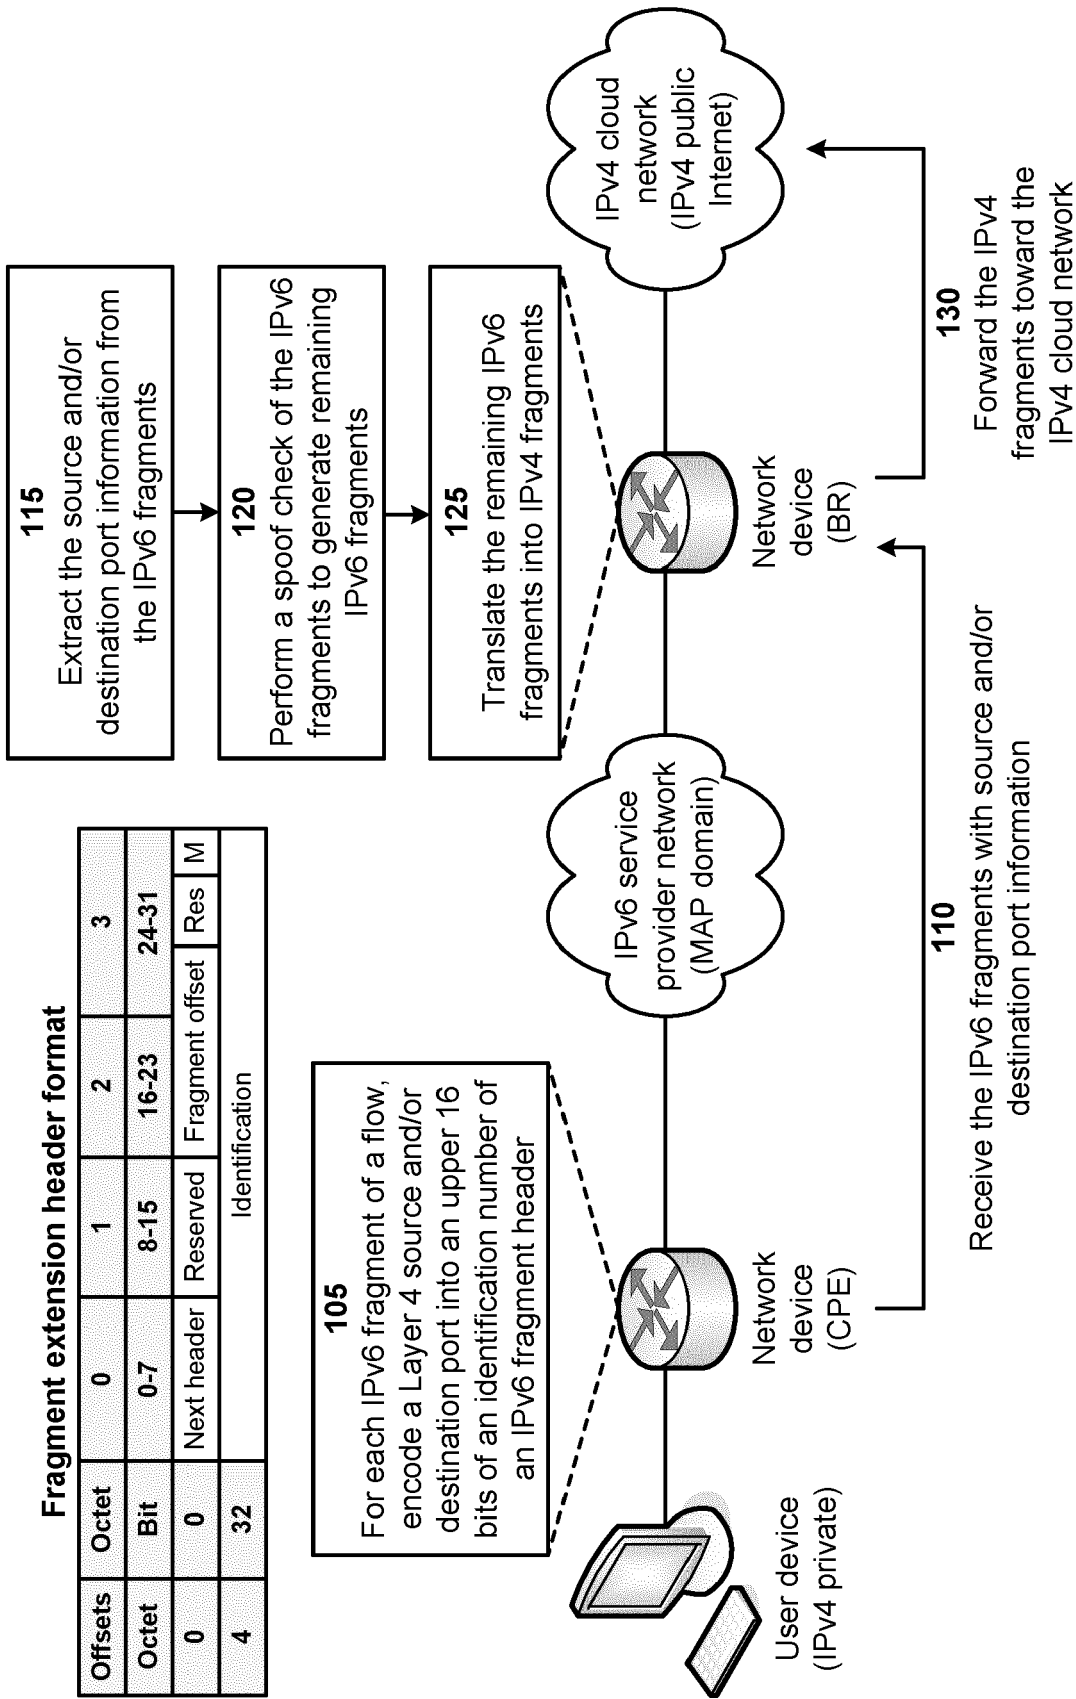 Fragment extension header format
Offsets Octet 0 1 2 3
Octet Bit 0-7 8-15 16-23 24-31
0 0 Next header Reserved Fragment offset Res M
4 32 Identification
105
For each IPv6 fragment of a flow,
encode a Layer 4 source and/or
destination port into an upper 16
bits of an identification number of
an IPv6 fragment header
115
Extract the source and/or
destination port information from
the IPv6 fragments
120
Perform a spoof check of the IPv6
fragments to generate remaining
IPv6 fragments
125
Translate the remaining IPv6
fragments into IPv4 fragments
User device
(IPv4 private)
Network
device
(CPE)
IPv6 service
provider network
(MAP domain)
Network
device
(BR)
IPv4 cloud
network
(IPv4 public
Internet)
110
Receive the IPv6 fragments with source and/or
destination port information
130
Forward the IPv4
fragments toward the
IPv4 cloud network